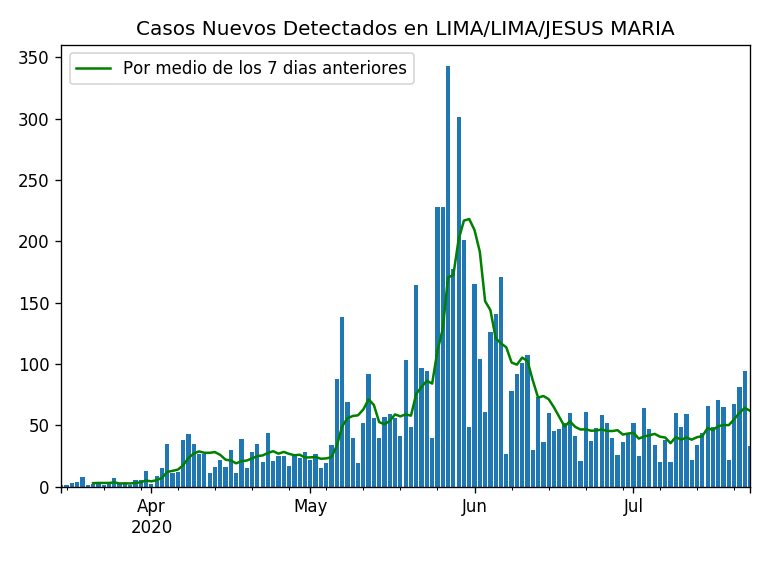 Casos Nuevos Detectados en LIMA/LIMA/JESUS MARIA
Por medio de los 7 dias anteriores
350
300
250
200
150
100
50
0
Apr
2020
May
Jun
Jul